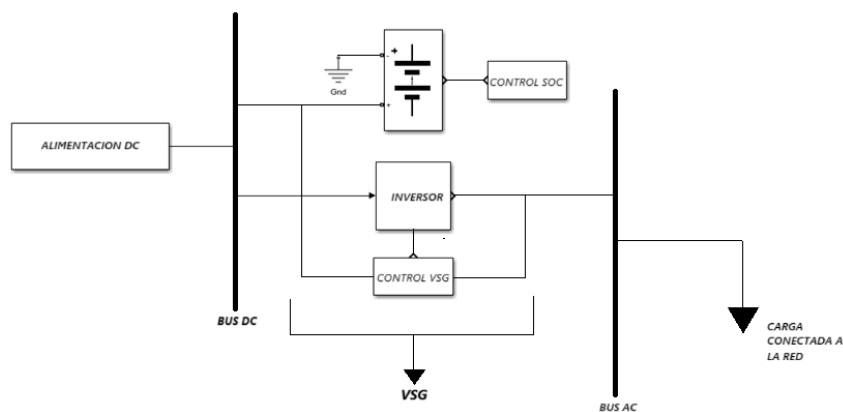 CONTROL SOC
Gnd
ALIMENTACION DC
INVERSOR
CONTROL VSG
BUS DC
VSG
CARGA
CONECTADA A
LA RED
BUS AC